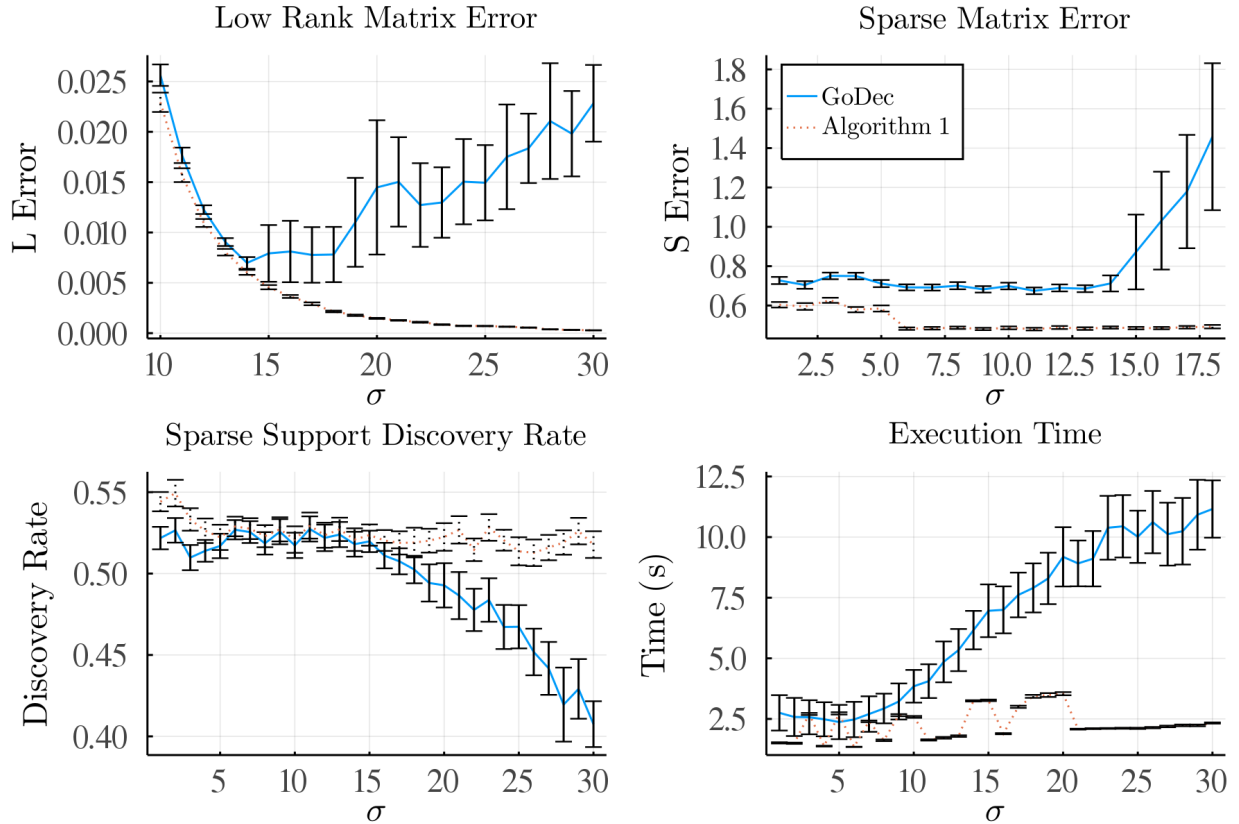 Low Rank Matrix Error
L Error
0.025
0.020
0.015
0.010
0.005
0.000
10 15 20 25 30
σ
Sparse Matrix Error
S Error
1.8
1.6
1.4
1.2
1.0
0.8
0.6
GoDec
Algorithm 1
2.5 5.0 7.5 10.0 12.5 15.0 17.5
σ
Sparse Support Discovery Rate
Discovery Rate
0.55
0.50
0.45
0.40
5 10 15 20 25 30
σ
Execution Time
Time (s)
12.5
10.0
7.5
5.0
2.5
5 10 15 20 25 30
σ